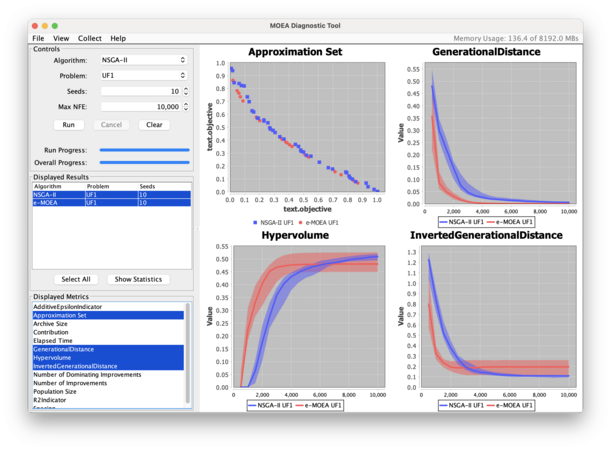 MOEA Diagnostic Tool
File View Collect Help
Memory Usage: 136.4 of 8192.0 MBs
Controls
Algorithm: NSGA-II
Problem: UF1
Seeds: 10
Max NFE: 10,000
Run Cancel Clear
Run Progress:
Overall Progress:
Displayed Results
Algorithm Problem Seeds
NSGA-II UF1 10
e-MOEA UF1 10
Select All Show Statistics
Displayed Metrics
AdditiveEpsilonIndicator
Approximation Set
Archive Size
Contribution
Elapsed Time
GenerationalDistance
Hypervolume
InvertedGenerationalDistance
Number of Dominating Improvements
Number of Improvements
Population Size
R2Indicator
Spacing
Approximation Set
text.objective
1.0
0.9
0.8
0.7
0.6
0.5
0.4
0.3
0.2
0.1
0.0
0.0 0.1 0.2 0.3 0.4 0.5 0.6 0.7 0.8 0.9 1.0
text.objective
NSGA-II UF1 e-MOEA UF1
GenerationalDistance
Value
0.55
0.50
0.45
0.40
0.35
0.30
0.25
0.20
0.15
0.10
0.05
0.00
0 2,000 4,000 6,000 8,000 10,000
NSGA-II UF1 e-MOEA UF1
Hypervolume
Value
0.55
0.50
0.45
0.40
0.35
0.30
0.25
0.20
0.15
0.10
0.05
0.00
0 2,000 4,000 6,000 8,000 10,000
NSGA-II UF1 e-MOEA UF1
InvertedGenerationalDistance
Value
1.3
1.2
1.1
1.0
0.9
0.8
0.7
0.6
0.5
0.4
0.3
0.2
0.1
0.0
0 2,000 4,000 6,000 8,000 10,000
NSGA-II UF1 e-MOEA UF1